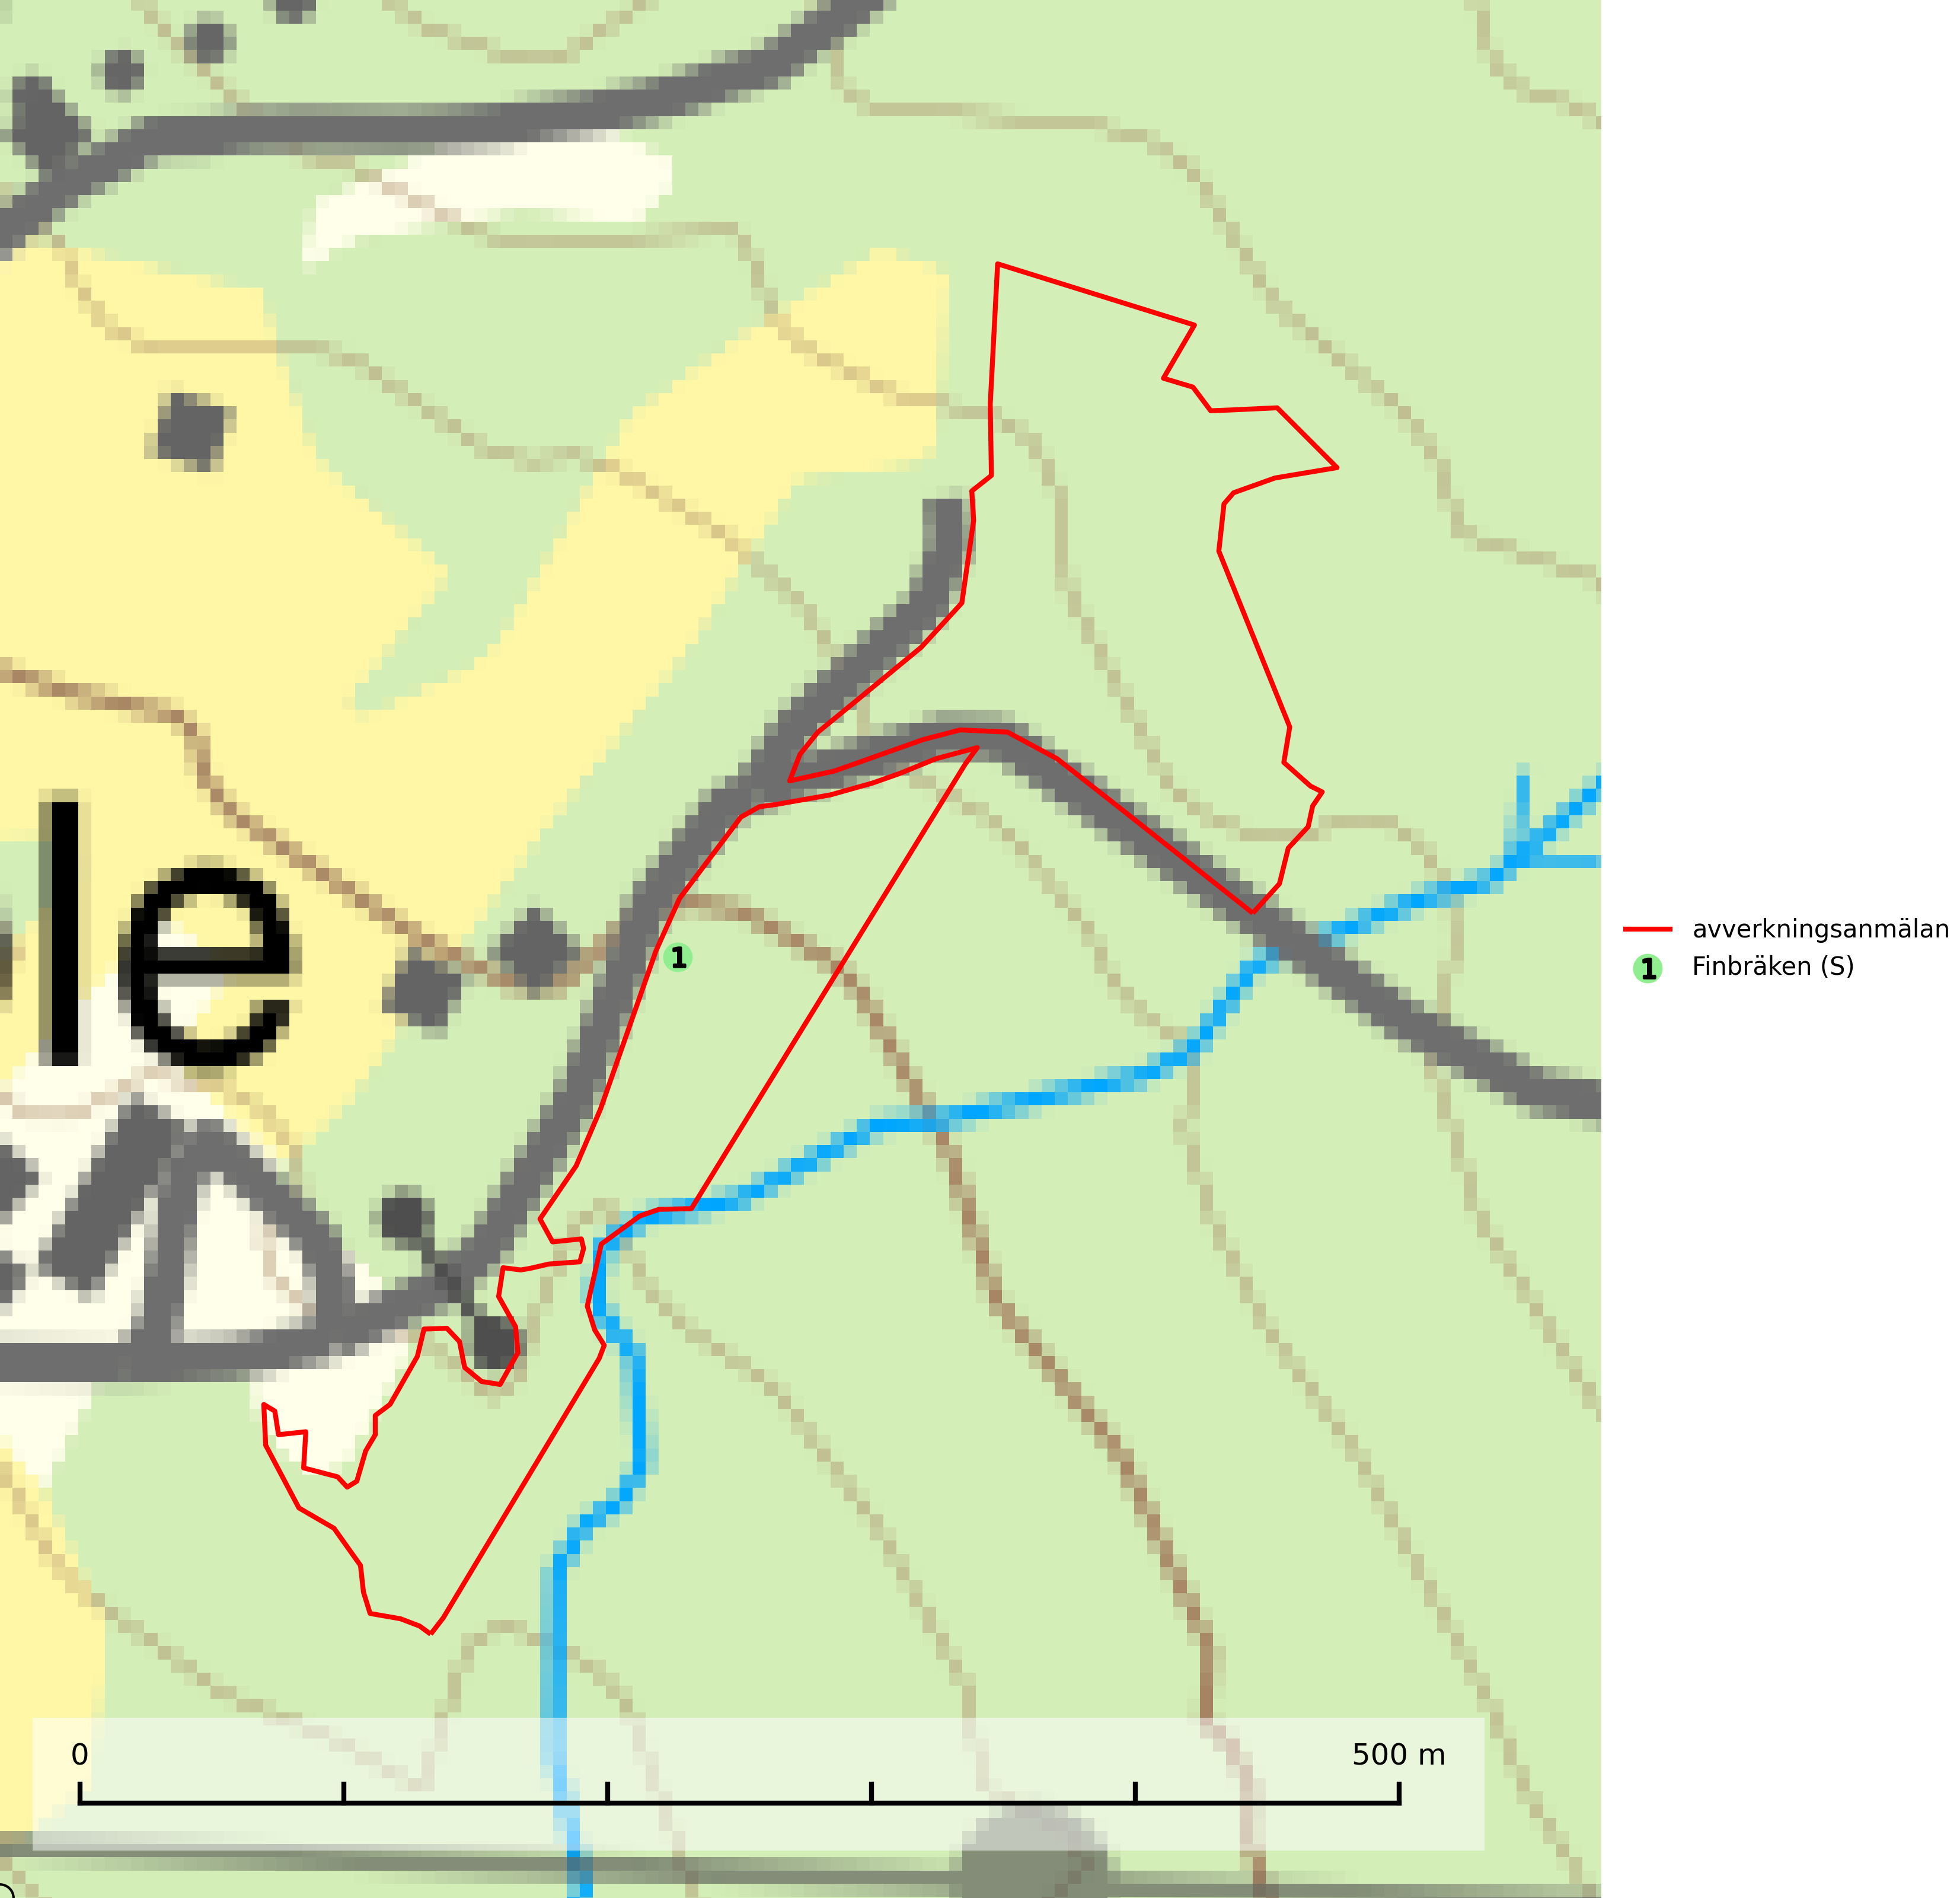 le
1
avverkningsanmälan
1 Finbräken (S)
0 500 m